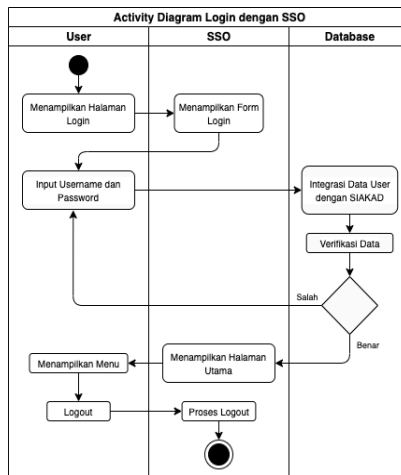 Activity Diagram Login dengan SSO
User
SSO
Database
Menampilkan Halaman
Login
Menampilkan Form
Login
Input Username dan
Password
Integrasi Data User
dengan SIAKAD
Verifikasi Data
Salah
Benar
Menampilkan Halaman
Utama
Menampilkan Menu
Logout
Proses Logout